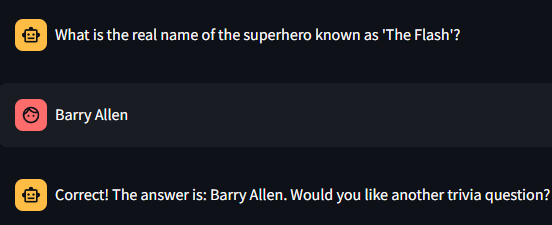 What is the real name of the superhero known as 'The Flash'?
Barry Allen
Correct! The answer is: Barry Allen. Would you like another trivia question?